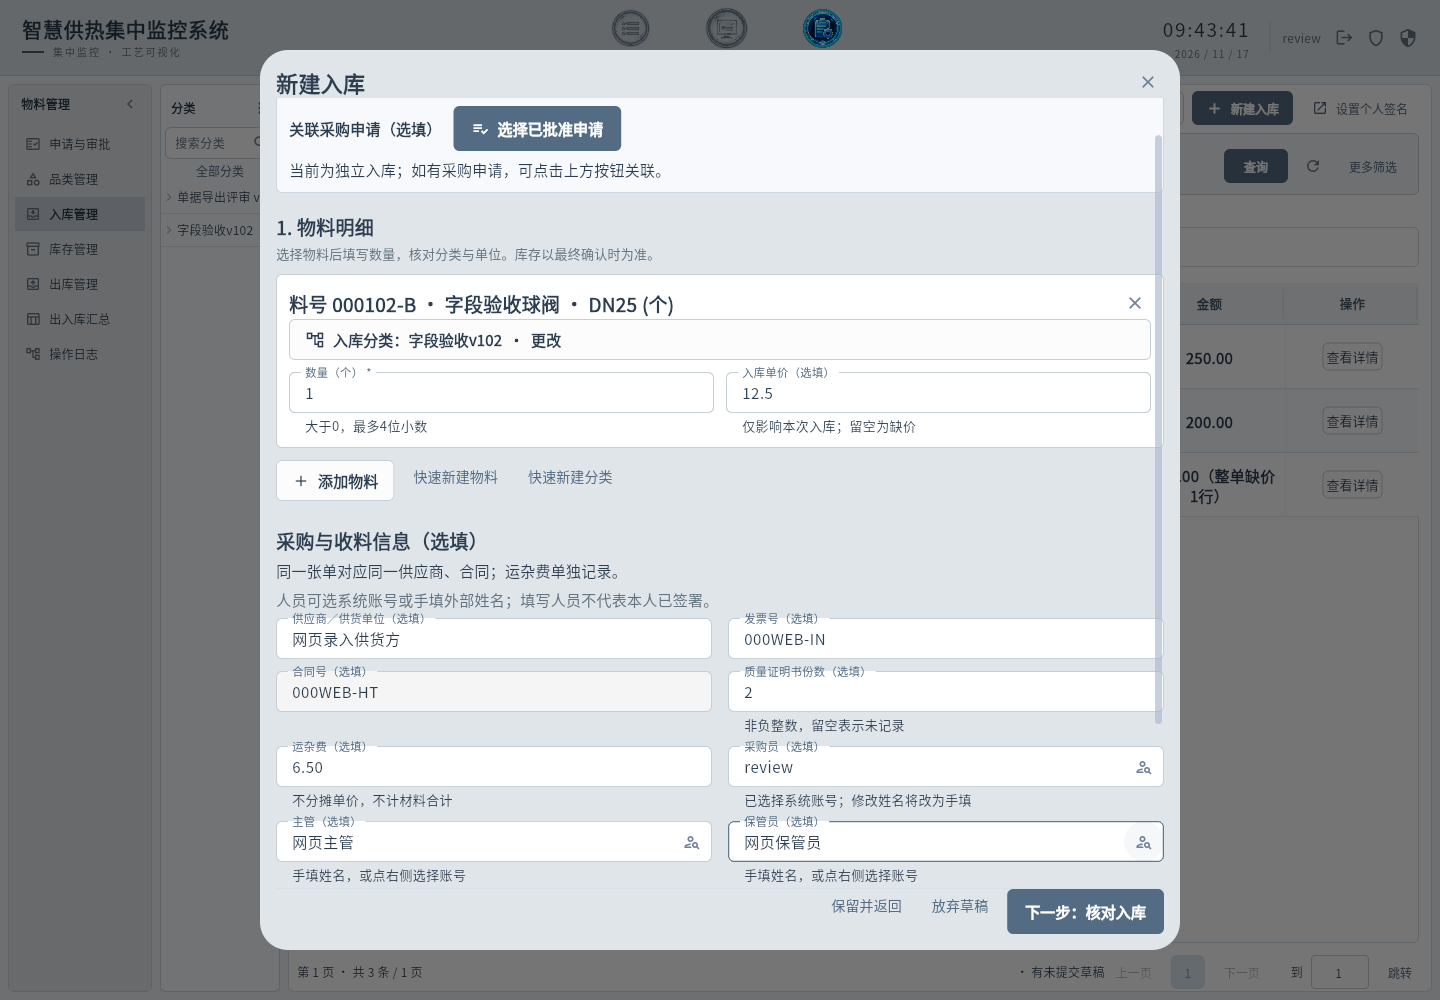 智慧供热集中监控系统
集中监控 · 工艺可视化
09:43:41
2026 / 11 / 17
review
物料管理
申请与审批
品类管理
入库管理
库存管理
出库管理
出入库汇总
操作日志
分类
搜索分类
全部分类
单据导出评审 v
字段验收v102
新建入库
设置个人签名
查询
更多筛选
金额
操作
250.00
查看详情
200.00
查看详情
.00（整单缺价
1行）
查看详情
新建入库
关联采购申请（选填）
选择已批准申请
当前为独立入库；如有采购申请，可点击上方按钮关联。
1. 物料明细
选择物料后填写数量，核对分类与单位。库存以最终确认时为准。
料号 000102-B · 字段验收球阀 · DN25 (个)
入库分类：字段验收v102 · 更改
数量（个） *
1
大于0，最多4位小数
入库单价（选填）
12.5
仅影响本次入库；留空为缺价
添加物料
快速新建物料
快速新建分类
采购与收料信息（选填）
同一张单对应同一供应商、合同；运杂费单独记录。
人员可选系统账号或手填外部姓名；填写人员不代表本人已签署。
供应商／供货单位（选填）
网页录入供货方
发票号（选填）
000WEB-IN
合同号（选填）
000WEB-HT
质量证明书份数（选填）
2
非负整数，留空表示未记录
运杂费（选填）
6.50
不分摊单价，不计材料合计
采购员（选填）
review
已选择系统账号；修改姓名将改为手填
主管（选填）
网页主管
手填姓名，或点右侧选择账号
保管员（选填）
网页保管员
手填姓名，或点右侧选择账号
保留并返回
放弃草稿
下一步：核对入库
第 1 页 · 共 3 条 / 1 页
· 有未提交草稿
上一页
1
下一页
到
1
跳转